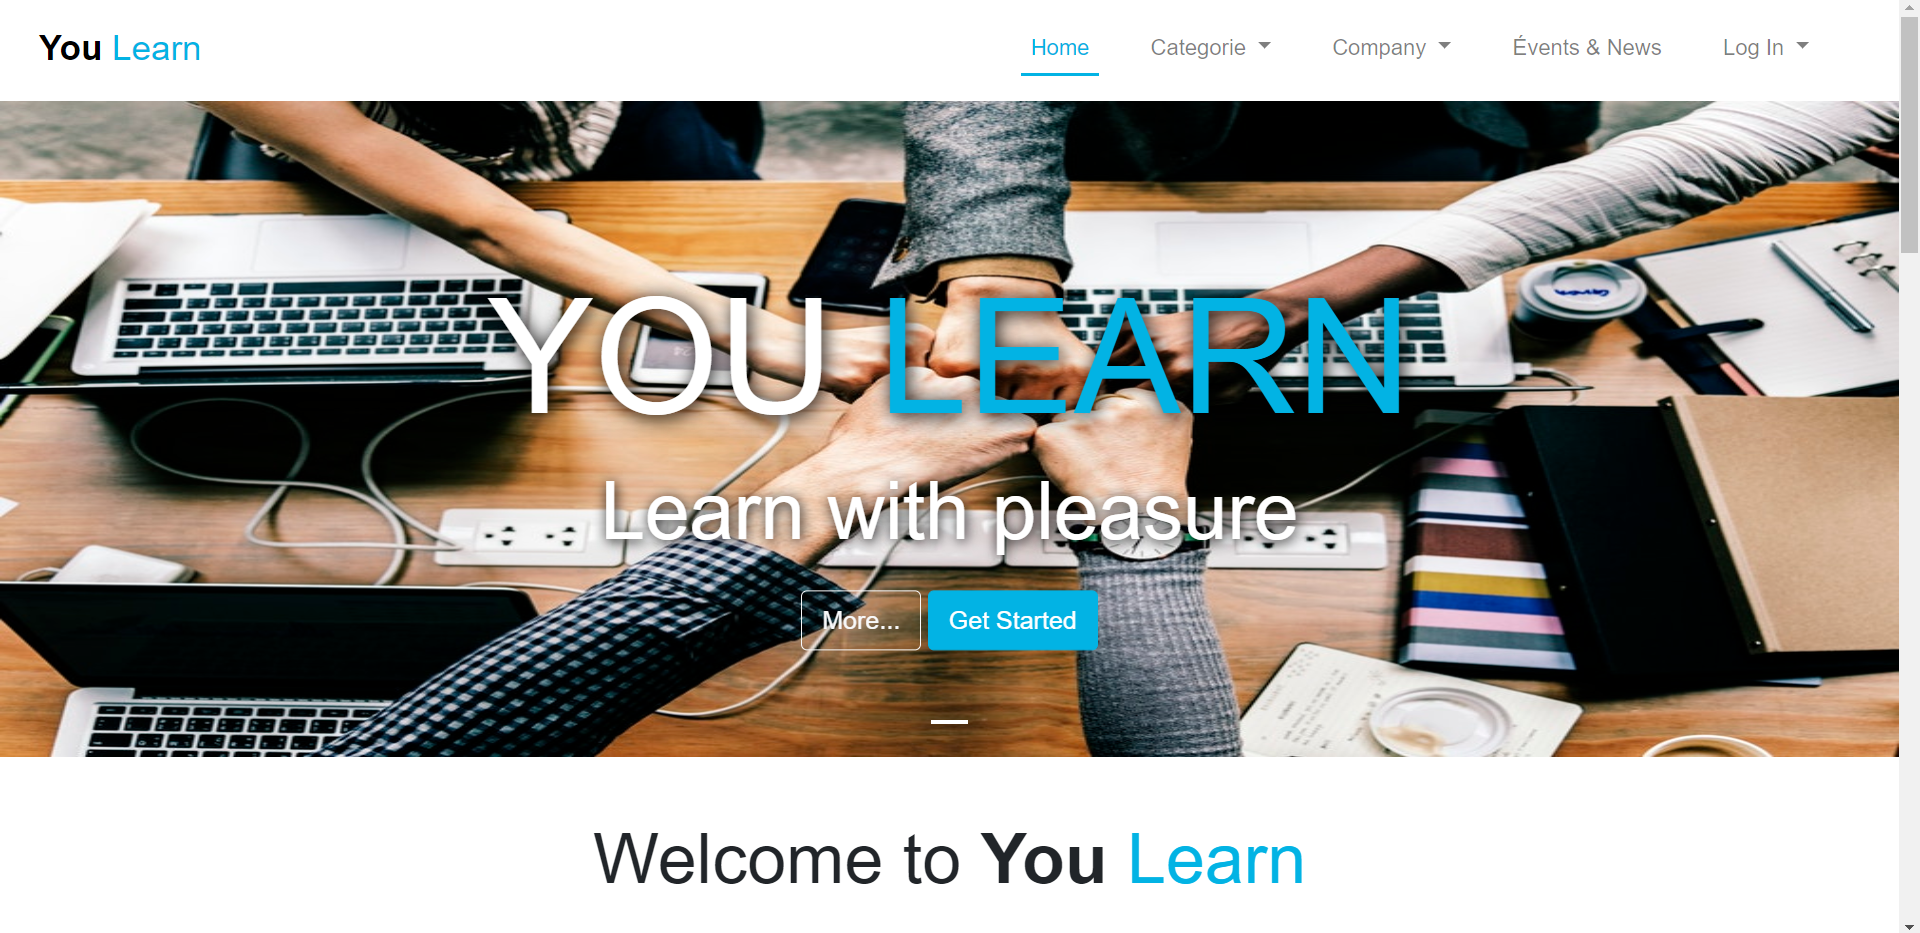 You Learn
Home
Categorie
Company
Évents & News
Log In
YOU LEARN
Learn with pleasure
More...
Get Started
Welcome to You Learn